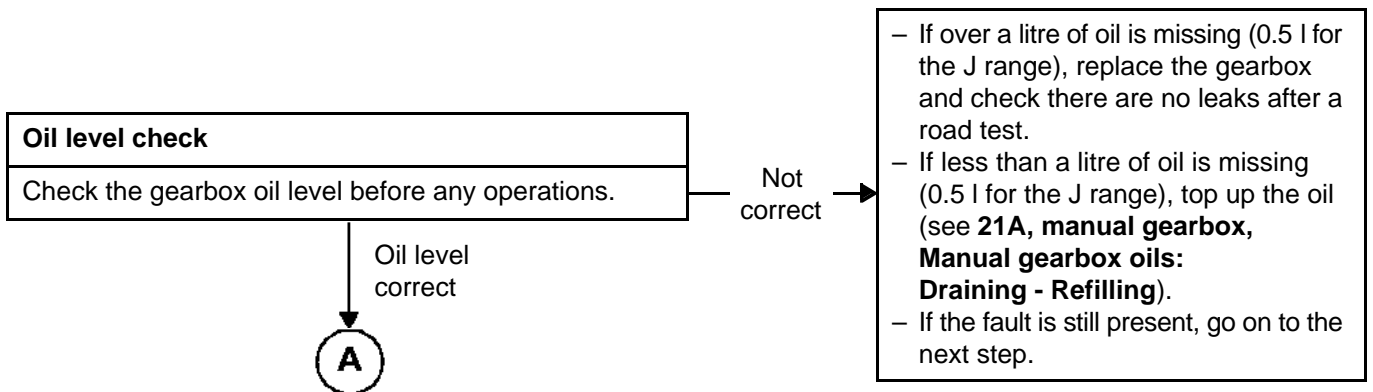 Oil level check
Check the gearbox oil level before any operations.
Not
correct
– If over a litre of oil is missing (0.5 l for
the J range), replace the gearbox
and check there are no leaks after a
road test.
– If less than a litre of oil is missing
(0.5 l for the J range), top up the oil
(see 21A, manual gearbox,
Manual gearbox oils:
Draining - Refilling).
– If the fault is still present, go on to the
next step.
Oil level
correct
A